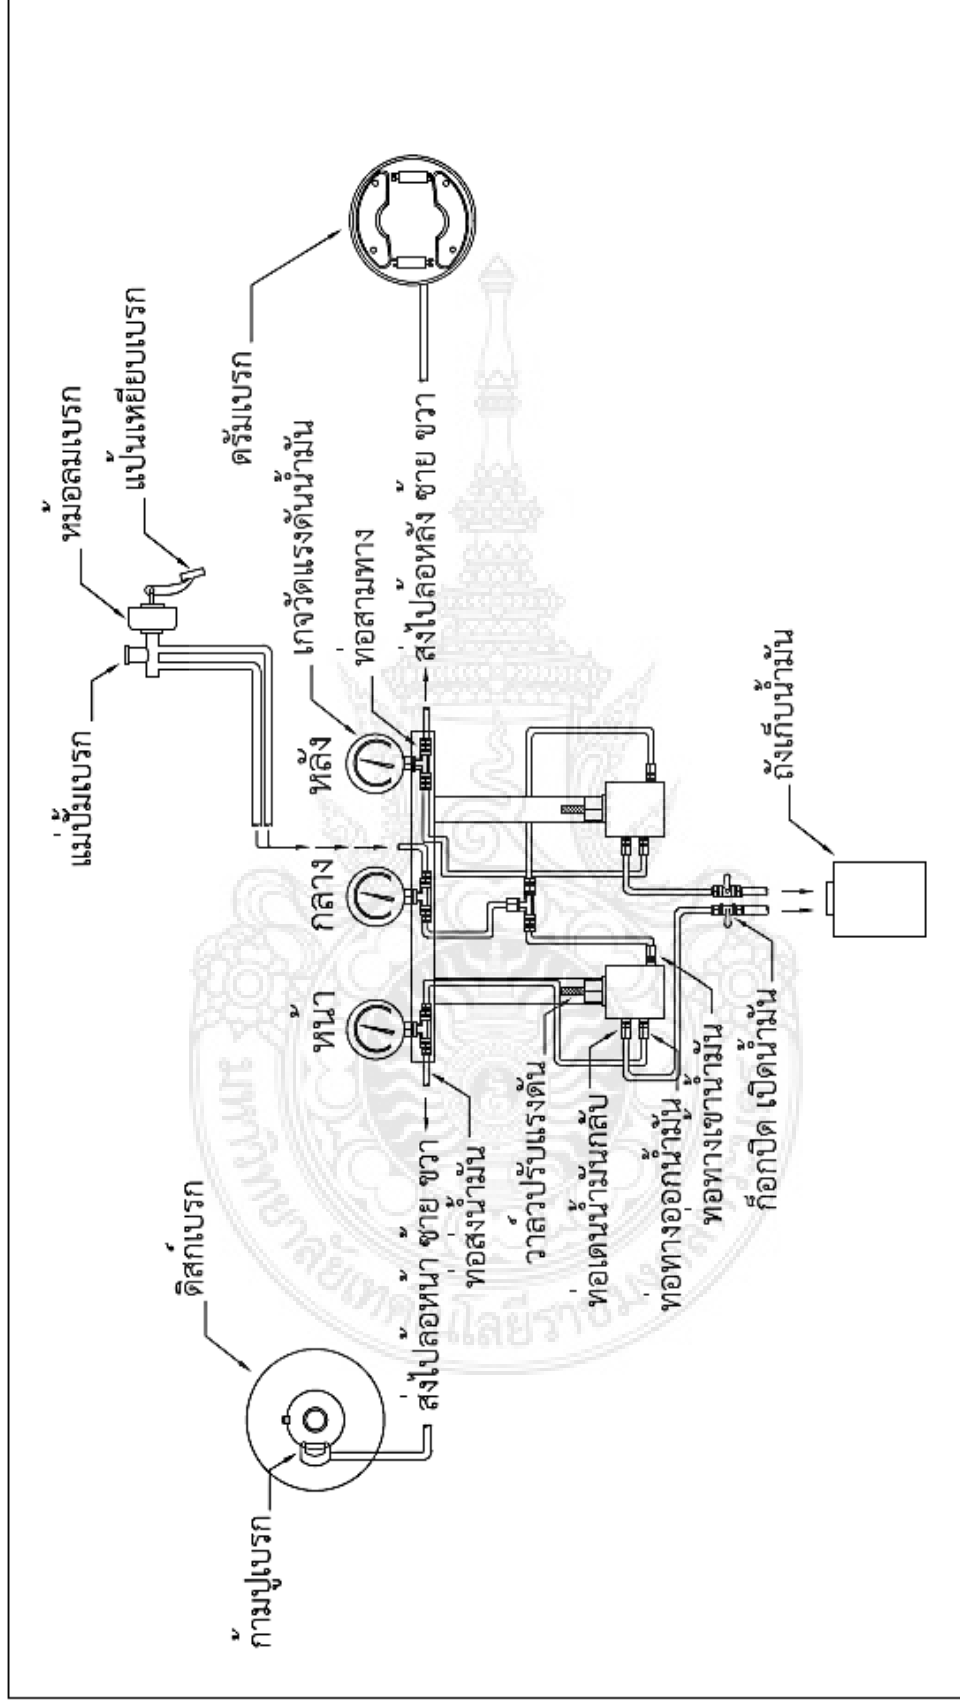 หม้อลมเบรก
แป้นเหยียบเบรก
แม่ปั๊มเบรก
ดรัมเบรก
เกจวัดแรงดันน้ำมัน
ท่อสามทาง
ส่งไปล้อหลัง ซ้าย ขวา
หน้า
กลาง
หลัง
ดิสก์เบรก
ก้ามปูเบรก
ส่งไปล้อหน้า ซ้าย ขวา
ท่อส่งน้ำมัน
วาล์วปรับแรงดัน
ท่อเดนน้ำมันกลับ
ท่อทางออกน้ำมัน
ท่อทางเข้าน้ำมัน
ก็อกปิด เปิดน้ำมัน
ถังเก็บน้ำมัน